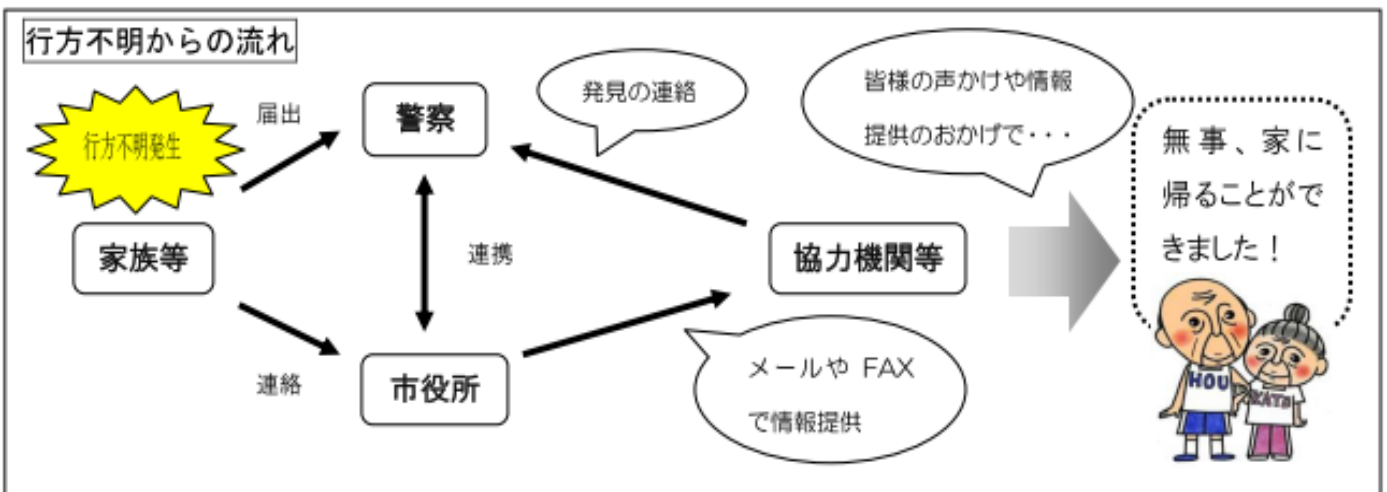 行方不明からの流れ
行方不明発生
届出
警察
発見の連絡
皆様の声かけや情報
提供のおかげで・・・
無事、家に
帰ることがで
きました！
家族等
連携
協力機関等
連絡
市役所
メールや FAX
で情報提供
HOU
KATSU